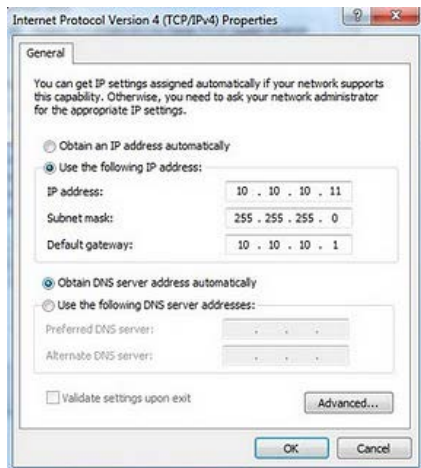 Internet Protocol Version 4 (TCP/IPv4) Properties
General
You can get IP settings assigned automatically if your network supports
this capability. Otherwise, you need to ask your network administrator
for the appropriate IP settings.
Obtain an IP address automatically
Use the following IP address:
IP address: 10 . 10 . 10 . 11
Subnet mask: 255 . 255 . 255 . 0
Default gateway: 10 . 10 . 10 . 1
Obtain DNS server address automatically
Use the following DNS server addresses:
Preferred DNS server: . . .
Alternate DNS server: . . .
Validate settings upon exit
Advanced...
OK Cancel